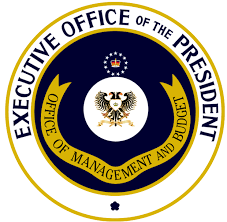 EXECUTIVE OFFICE OF THE PRESIDENT
OFFICE OF MANAGEMENT AND BUDGET